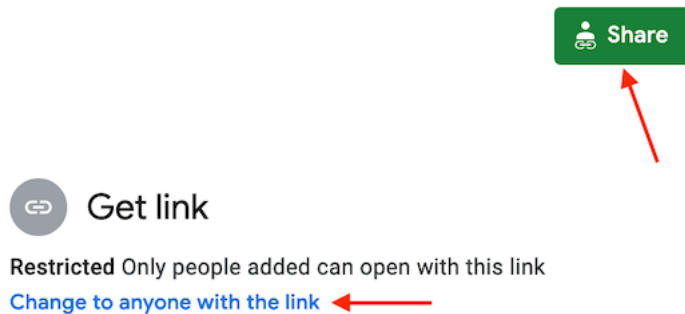 Share
Get link
Restricted Only people added can open with this link
Change to anyone with the link